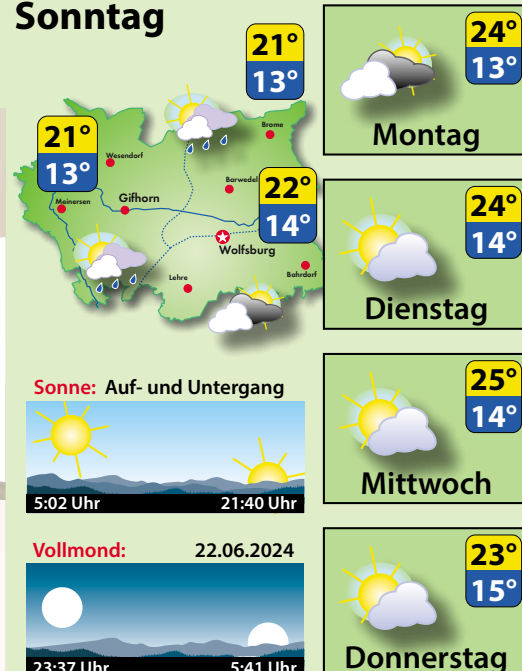 Sonntag
21°
13°
21°
13°
22°
14°
Brome
Wesendorf
Barwedel
Meinersen
Gifhorn
Wolfsburg
Lehre
Bahrdorf
Sonne: Auf- und Untergang
5:02 Uhr 21:40 Uhr
Vollmond: 22.06.2024
23:37 Uhr 5:41 Uhr
24°
13°
Montag
24°
14°
Dienstag
25°
14°
Mittwoch
23°
15°
Donnerstag